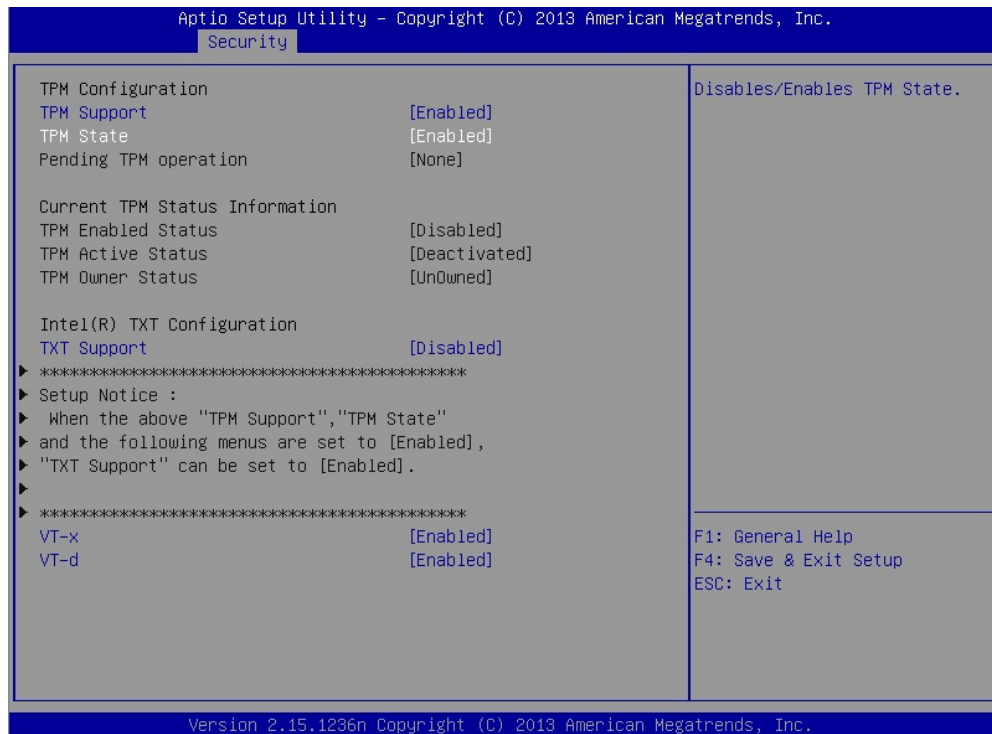 Aptio Setup Utility – Copyright (C) 2013 American Megatrends, Inc.
Security
TPM Configuration
TPM Support [Enabled]
TPM State [Enabled]
Pending TPM operation [None]
Current TPM Status Information
TPM Enabled Status [Disabled]
TPM Active Status [Deactivated]
TPM Owner Status [UnOwned]
Intel(R) TXT Configuration
TXT Support [Disabled]
*******************************************
Setup Notice :
When the above "TPM Support","TPM State"
and the following menus are set to [Enabled],
"TXT Support" can be set to [Enabled].
*******************************************
VT-x [Enabled]
VT-d [Enabled]
Disables/Enables TPM State.
F1: General Help
F4: Save & Exit Setup
ESC: Exit
Version 2.15.1236n Copyright (C) 2013 American Megatrends, Inc.